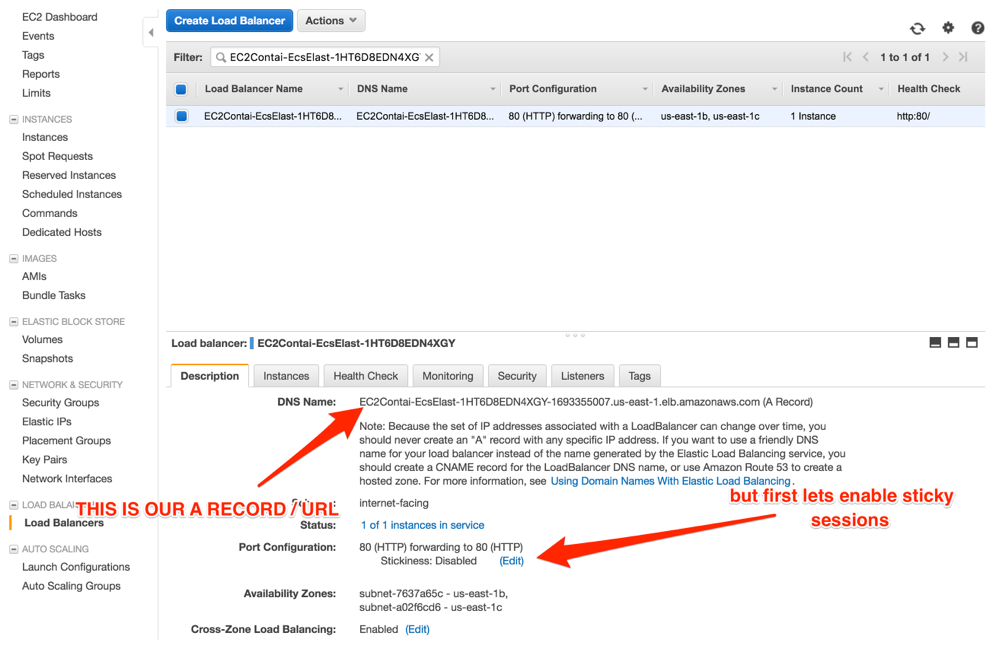 EC2 Dashboard
Events
Tags
Reports
Limits
INSTANCES
Instances
Spot Requests
Reserved Instances
Scheduled Instances
Commands
Dedicated Hosts
IMAGES
AMIs
Bundle Tasks
ELASTIC BLOCK STORE
Volumes
Snapshots
NETWORK & SECURITY
Security Groups
Elastic IPs
Placement Groups
Key Pairs
Network Interfaces
LOAD
Load Balancers
AUTO SCALING
Launch Configurations
Auto Scaling Groups
Create Load Balancer Actions
Filter: EC2Contai-EcsElast-1HT6D8EDN4XG 1 to 1 of 1
Load Balancer Name DNS Name Port Configuration Availability Zones Instance Count Health Check
EC2Contai-EcsElast-1HT6D8... EC2Contai-EcsElast-1HT6D8... 80 (HTTP) forwarding to 80 (... us-east-1b, us-east-1c 1 Instance http:80/
Load balancer: EC2Contai-EcsElast-1HT6D8EDN4XGY
Description Instances Health Check Monitoring Security Listeners Tags
DNS Name: EC2Contai-EcsElast-1HT6D8EDN4XGY-1693355007.us-east-1.elb.amazonaws.com (A Record)
Note: Because the set of IP addresses associated with a LoadBalancer can change over time, you
should never create an "A" record with any specific IP address. If you want to use a friendly DNS
name for your load balancer instead of the name generated by the Elastic Load Balancing service, you
should create a CNAME record for the LoadBalancer DNS name, or use Amazon Route 53 to create a
hosted zone. For more information, see Using Domain Names With Elastic Load Balancing.
THIS IS OUR A RECORD / URL
internet-facing
but first lets enable sticky
sessions
Status: 1 of 1 instances in service
Port Configuration: 80 (HTTP) forwarding to 80 (HTTP)
Stickiness: Disabled (Edit)
Availability Zones: subnet-7637a65c - us-east-1b,
subnet-a02f6cd6 - us-east-1c
Cross-Zone Load Balancing: Enabled (Edit)